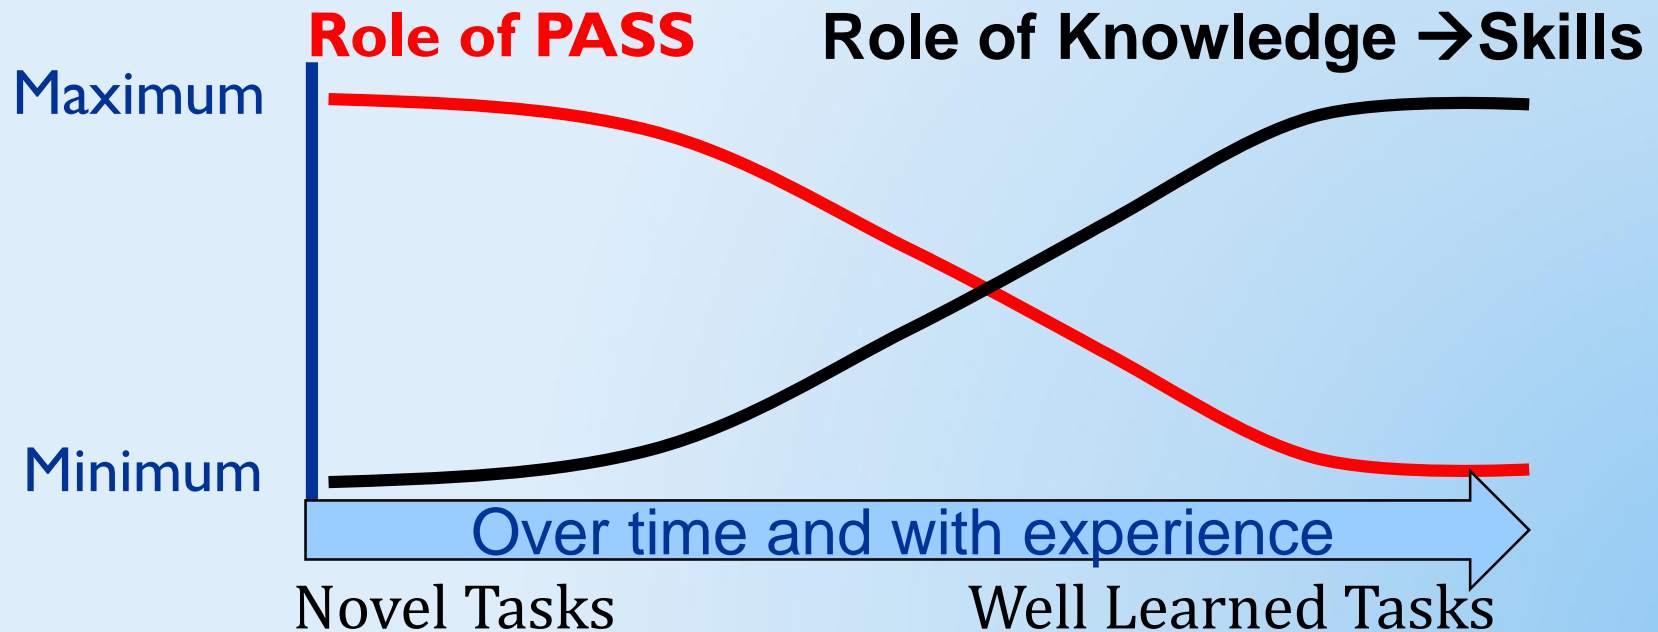 Role of PASS
Role of Knowledge →Skills
Maximum
Minimum
Over time and with experience
Novel Tasks
Well Learned Tasks